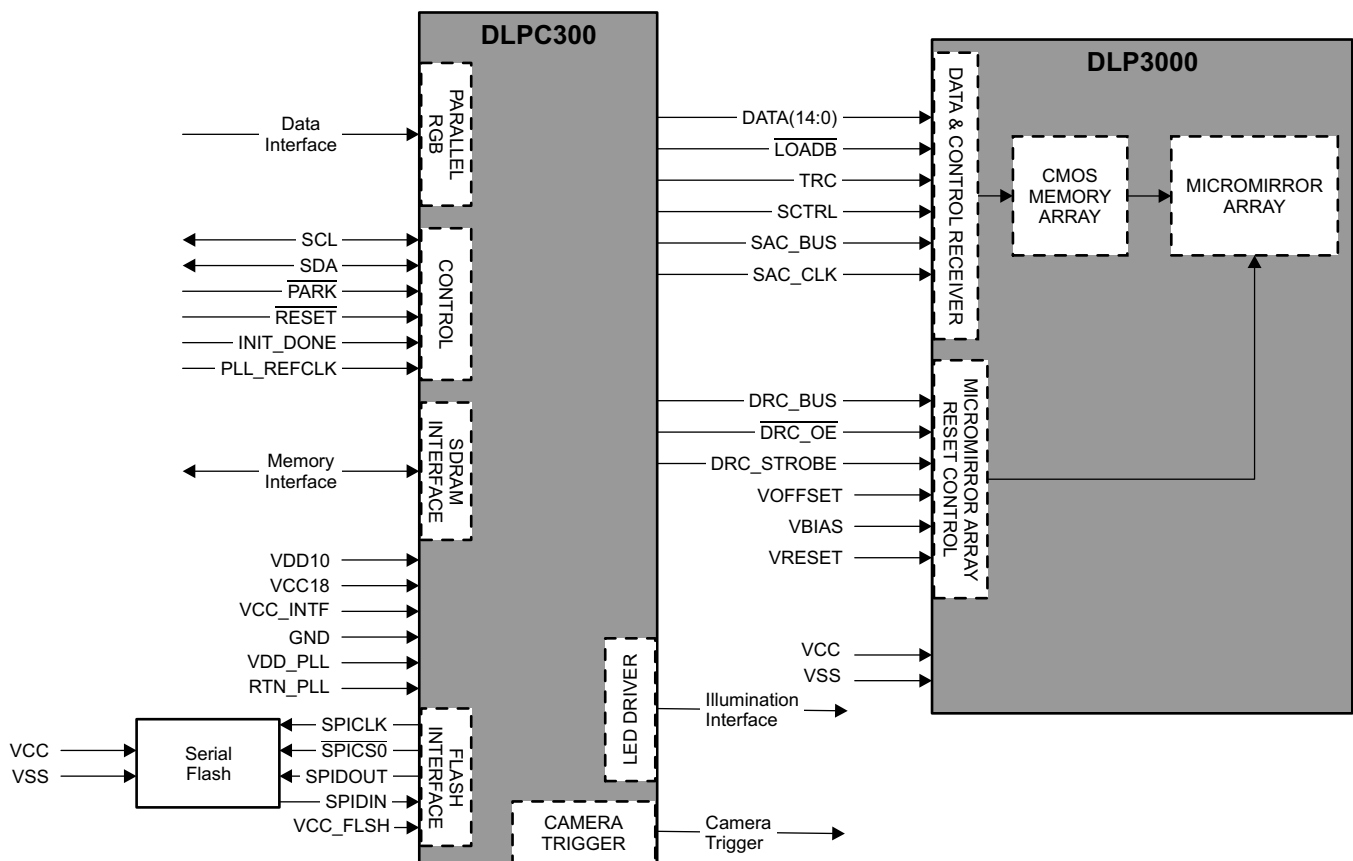 DLPC300
DLP3000
PARALLEL
RGB
Data
Interface
SCL
SDA
PARK
RESET
INIT_DONE
PLL_REFCLK
CONTROL
Memory
Interface
SDRAM
INTERFACE
VDD10
VCC18
VCC_INTF
GND
VDD_PLL
RTN_PLL
VCC
VSS
Serial
Flash
SPICLK
SPICS0
SPIDOUT
SPIDIN
VCC_FLSH
FLASH
INTERFACE
LED DRIVER
Illumination
Interface
CAMERA
TRIGGER
Camera
Trigger
DATA(14:0)
LOADB
TRC
SCTRL
SAC_BUS
SAC_CLK
DATA & CONTROL RECEIVER
CMOS
MEMORY
ARRAY
MICROMIRROR
ARRAY
DRC_BUS
DRC_OE
DRC_STROBE
VOFFSET
VBIAS
VRESET
MICROMIRROR ARRAY
RESET CONTROL
VCC
VSS